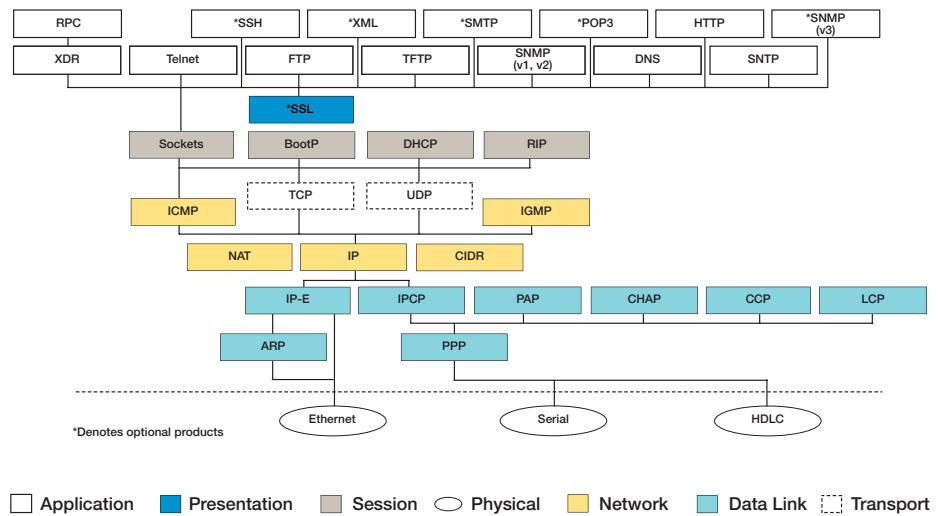 RPC
*SSH
*XML
*SMTP
*POP3
HTTP
*SNMP
(v3)
XDR
Telnet
FTP
TFTP
SNMP
(v1, v2)
DNS
SNTP
*SSL
Sockets
BootP
DHCP
RIP
TCP
UDP
ICMP
IGMP
NAT
IP
CIDR
IP-E
IPCP
PAP
CHAP
CCP
LCP
ARP
PPP
Ethernet
Serial
HDLC
*Denotes optional products
Application
Presentation
Session
Physical
Network
Data Link
Transport